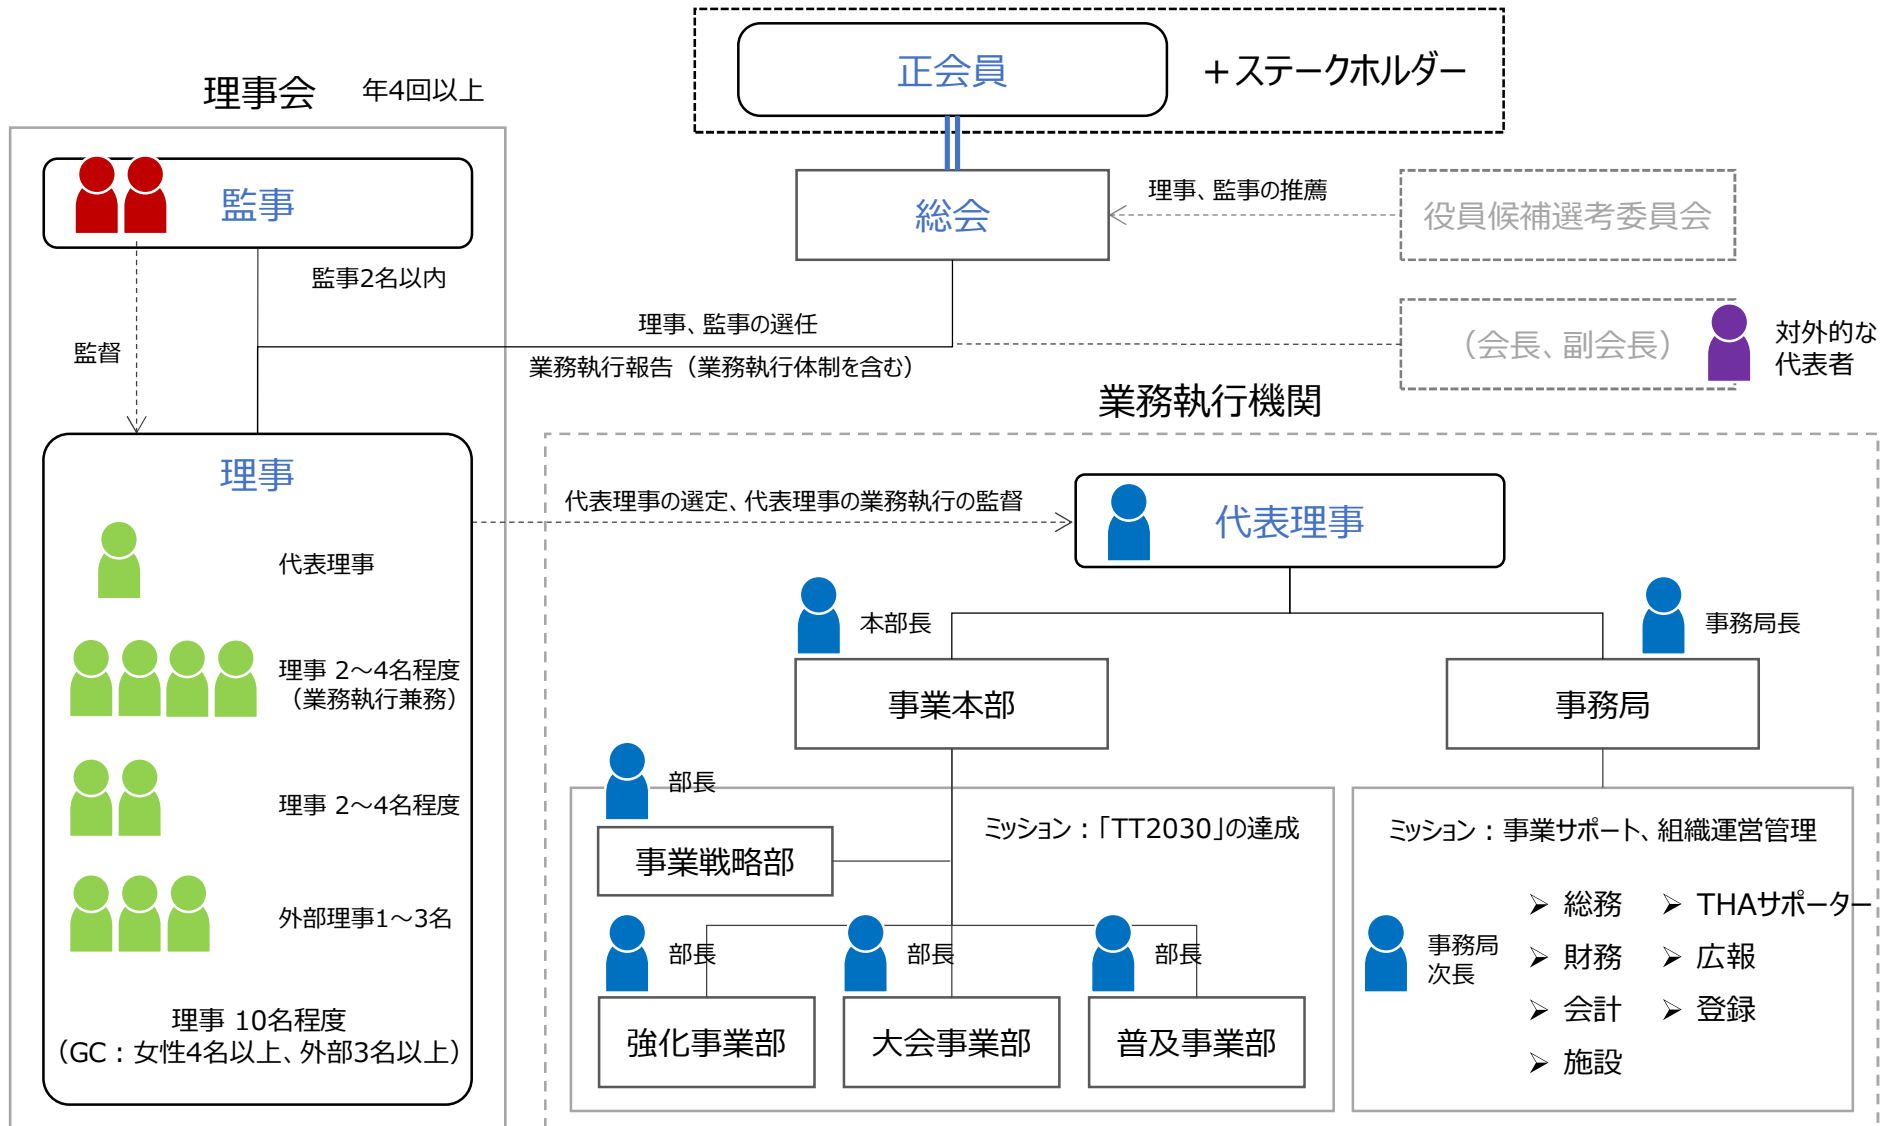 正会員
＋ステークホルダー
理事会
年4回以上
監事
総会
理事、監事の推薦
役員候補選考委員会
監事2名以内
監督
理事、監事の選任
業務執行報告（業務執行体制を含む）
（会長、副会長）
対外的な
代表者
業務執行機関
理事
代表理事の選定、代表理事の業務執行の監督
代表理事
代表理事
理事 2～4名程度
（業務執行兼務）
理事 2～4名程度
外部理事1～3名
理事 10名程度
（GC：女性4名以上、外部3名以上）
本部長
事務局長
事業本部
事務局
部長
ミッション：「TT2030」の達成
事業戦略部
部長
部長
部長
強化事業部
大会事業部
普及事業部
ミッション：事業サポート、組織運営管理
事務局
次長
➢ 総務
➢ 財務
➢ 会計
➢ 施設
➢ THAサポーター
➢ 広報
➢ 登録